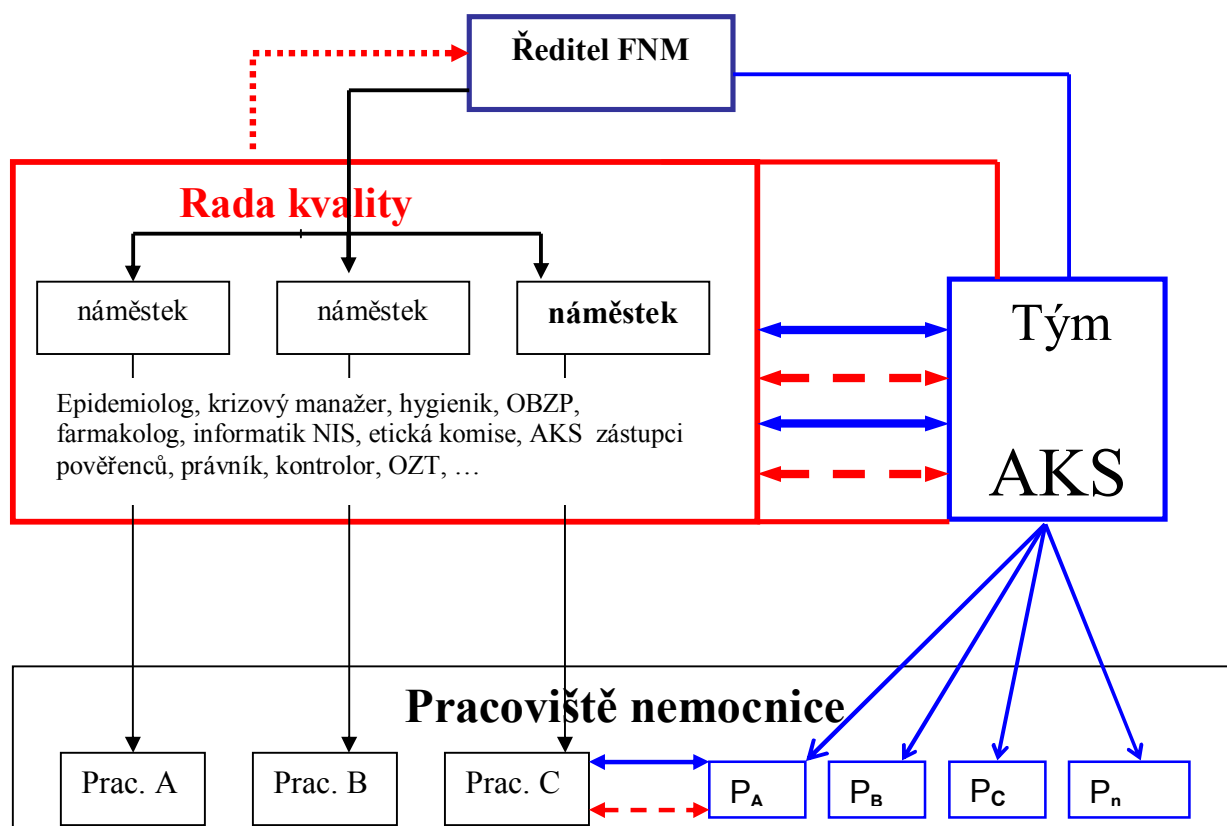 Ředitel FNM
Rada kvality
náměstek
náměstek
náměstek
Tým
AKS
Epidemiolog, krizový manažer, hygienik, OBZP,
farmakolog, informatik NIS, etická komise, AKS zástupci
pověřenců, právník, kontrolor, OZT, …
Pracoviště nemocnice
Prac. A
Prac. B
Prac. C
PA
PB
PC
Pn